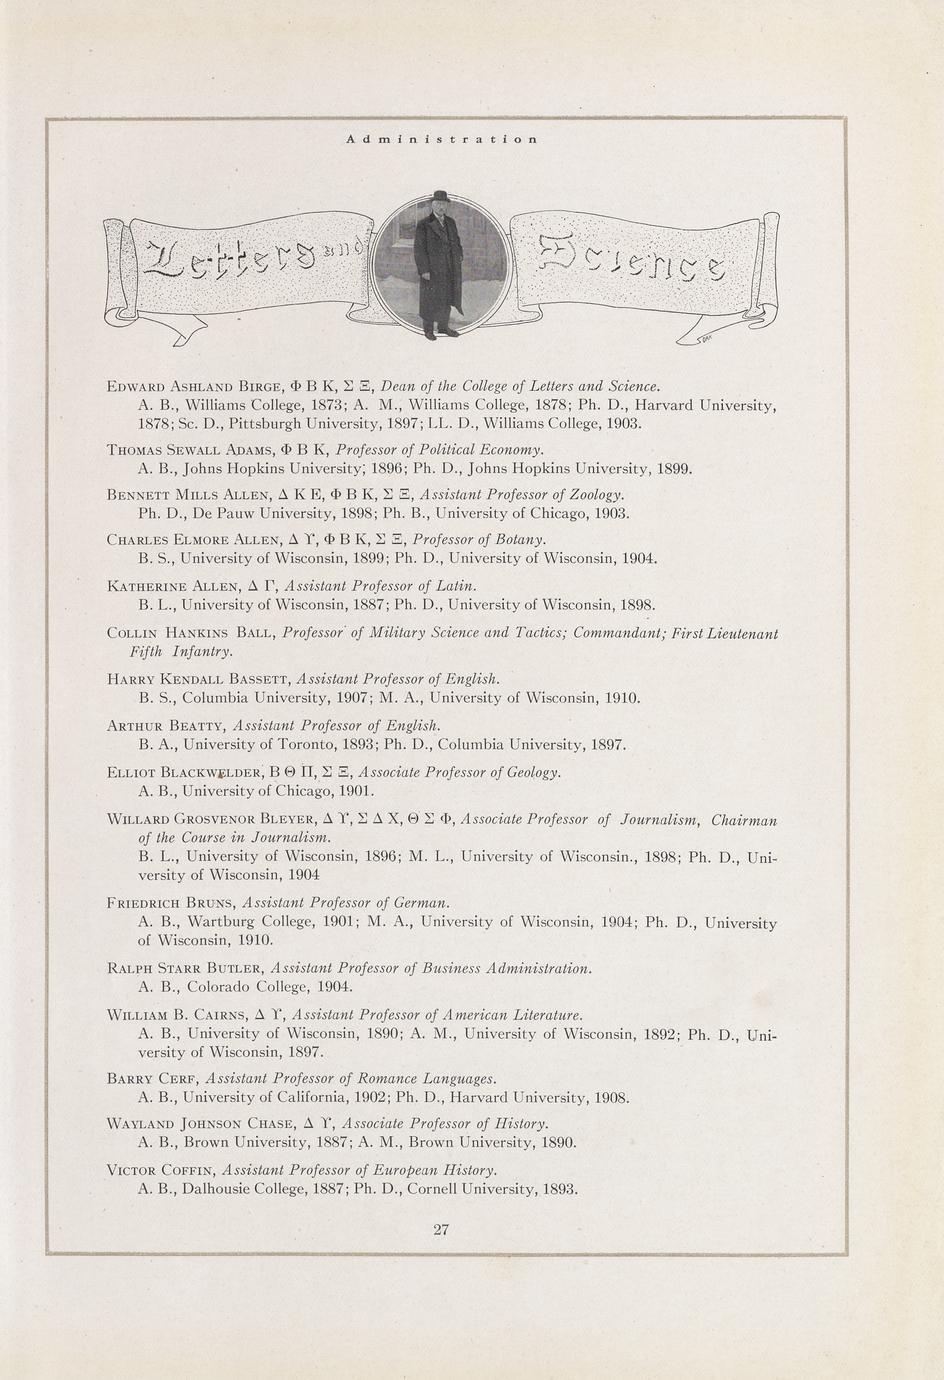 Administration
Letters and Science
EDWARD ASHLAND BIRGE, Φ Β Κ, Σ Ξ, Dean of the College of Letters and Science.
A. B., Williams College, 1873; A. M., Williams College, 1878; Ph. D., Harvard University,
1878; Sc. D., Pittsburgh University, 1897; LL. D., Williams College, 1903.
THOMAS SEWALL ADAMS, Φ Β Κ, Professor of Political Economy.
A. B., Johns Hopkins University; 1896; Ph. D., Johns Hopkins University, 1899.
BENNETT MILLS ALLEN, Δ Κ Ε, Φ Β Κ, Σ Ξ, Assistant Professor of Zoology.
Ph. D., De Pauw University, 1898; Ph. B., University of Chicago, 1903.
CHARLES ELMORE ALLEN, Δ Υ, Φ Β Κ, Σ Ξ, Professor of Botany.
B. S., University of Wisconsin, 1899; Ph. D., University of Wisconsin, 1904.
KATHERINE ALLEN, Δ Γ, Assistant Professor of Latin.
B. L., University of Wisconsin, 1887; Ph. D., University of Wisconsin, 1898.
COLLIN HANKINS BALL, Professor of Military Science and Tactics; Commandant; First Lieutenant
Fifth Infantry.
HARRY KENDALL BASSETT, Assistant Professor of English.
B. S., Columbia University, 1907; M. A., University of Wisconsin, 1910.
ARTHUR BEATTY, Assistant Professor of English.
B. A., University of Toronto, 1893; Ph. D., Columbia University, 1897.
ELLIOT BLACKWELDER, Β Θ Π, Σ Ξ, Associate Professor of Geology.
A. B., University of Chicago, 1901.
WILLARD GROSVENOR BLEYER, Δ Υ, Σ Δ Χ, Θ Σ Φ, Associate Professor of Journalism, Chairman
of the Course in Journalism.
B. L., University of Wisconsin, 1896; M. L., University of Wisconsin., 1898; Ph. D., Uni-
versity of Wisconsin, 1904
FRIEDRICH BRUNS, Assistant Professor of German.
A. B., Wartburg College, 1901; M. A., University of Wisconsin, 1904; Ph. D., University
of Wisconsin, 1910.
RALPH STARR BUTLER, Assistant Professor of Business Administration.
A. B., Colorado College, 1904.
WILLIAM B. CAIRNS, Δ Υ, Assistant Professor of American Literature.
A. B., University of Wisconsin, 1890; A. M., University of Wisconsin, 1892; Ph. D., Uni-
versity of Wisconsin, 1897.
BARRY CERF, Assistant Professor of Romance Languages.
A. B., University of California, 1902; Ph. D., Harvard University, 1908.
WAYLAND JOHNSON CHASE, Δ Υ, Associate Professor of History.
A. B., Brown University, 1887; A. M., Brown University, 1890.
VICTOR COFFIN, Assistant Professor of European History.
A. B., Dalhousie College, 1887; Ph. D., Cornell University, 1893.
27